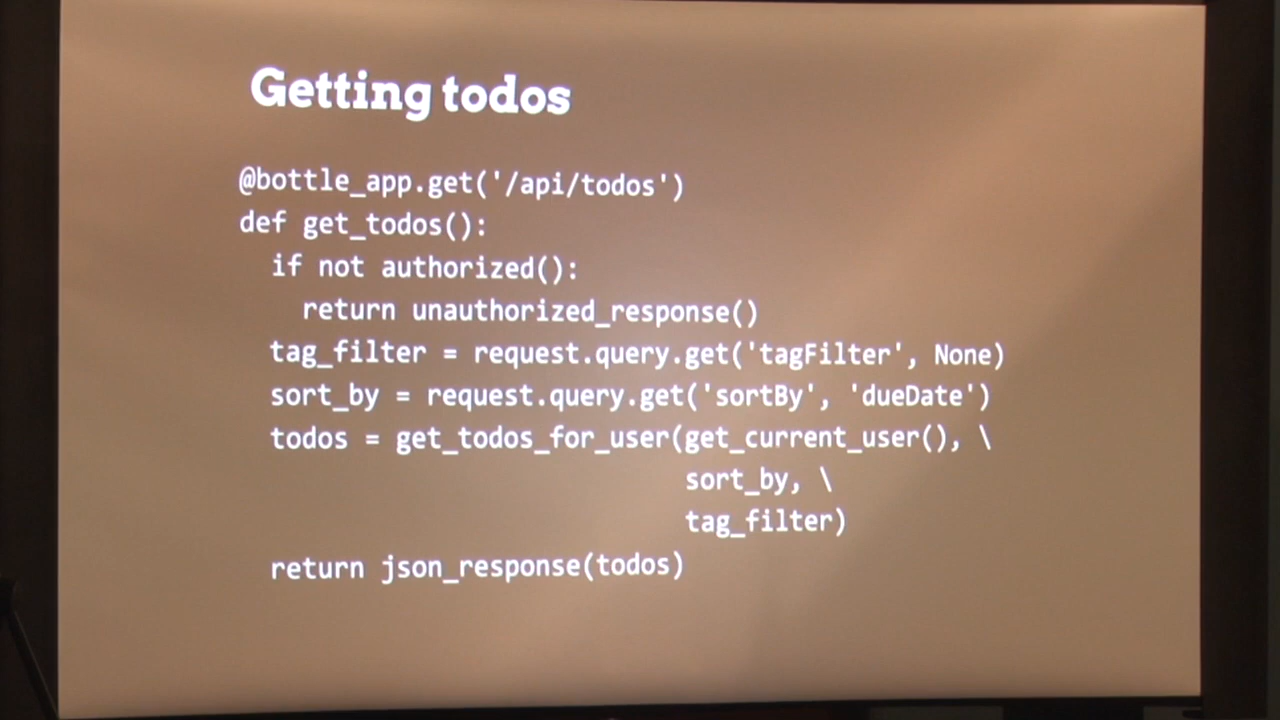 Getting todos
@bottle_app.get('/api/todos')
def get_todos():
  if not authorized():
    return unauthorized_response()
  tag_filter = request.query.get('tagFilter', None)
  sort_by = request.query.get('sortBy', 'dueDate')
  todos = get_todos_for_user(get_current_user(), \
                             sort_by, \
                             tag_filter)
  return json_response(todos)